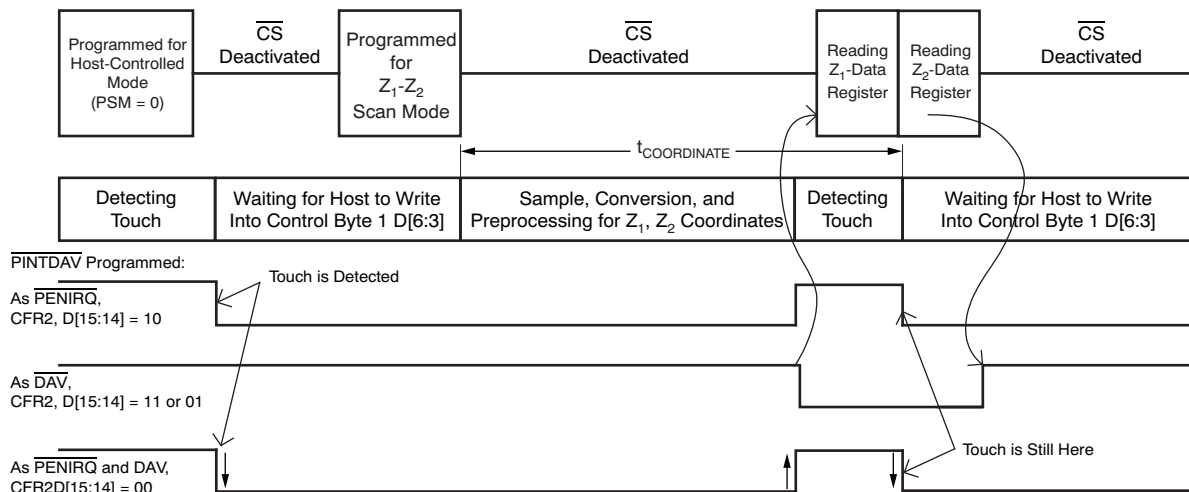 Programmed for
Host-Controlled
Mode
(PSM = 0)
CS
Deactivated
Programmed
for
Z1-Z2
Scan Mode
CS
Deactivated
Reading
Z1-Data
Register
Reading
Z2-Data
Register
CS
Deactivated
tCOORDINATE
Detecting
Touch
Waiting for Host to Write
Into Control Byte 1 D[6:3]
Sample, Conversion, and
Preprocessing for Z1, Z2 Coordinates
Detecting
Touch
Waiting for Host to Write
Into Control Byte 1 D[6:3]
PINTDAV Programmed:
Touch is Detected
As PENIRQ,
CFR2, D[15:14] = 10
As DAV,
CFR2, D[15:14] = 11 or 01
Touch is Still Here
As PENIRQ and DAV,
CFR2D[15:14] = 00